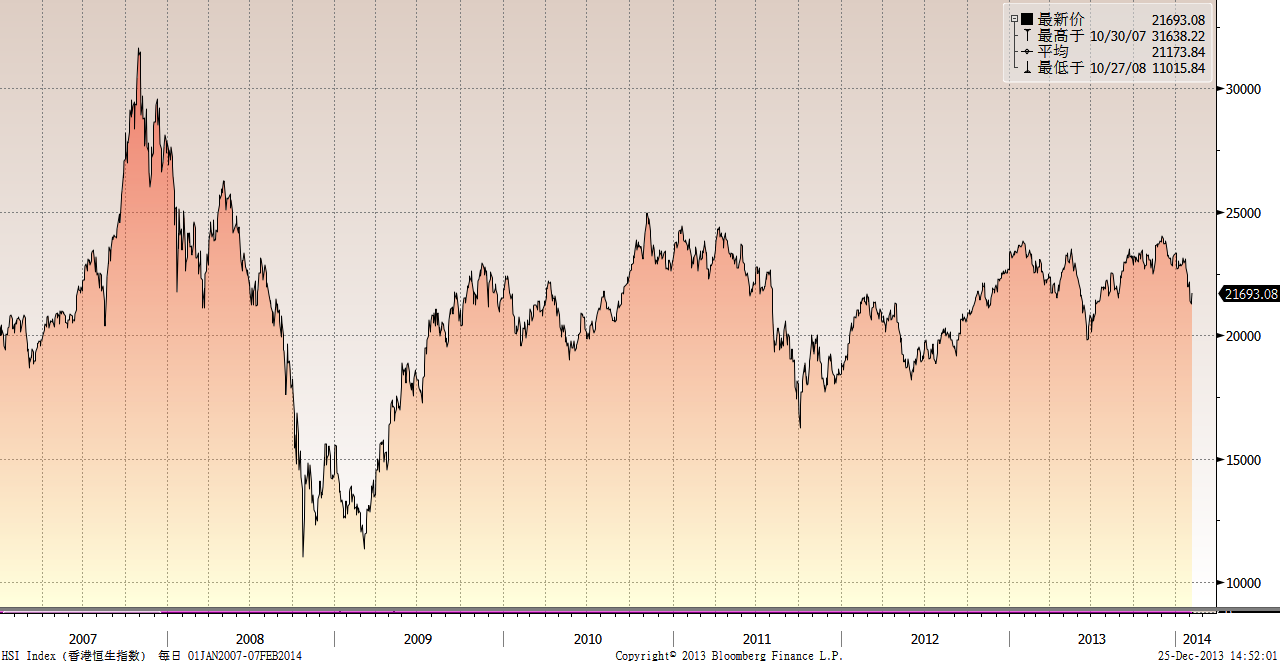 最新价 21693.08
最高于 10/30/07 31638.22
平均 21173.84
最低于 10/27/08 11015.84
30000
25000
21693.08
20000
15000
10000
2007 2008 2009 2010 2011 2012 2013 2014
HSI Index (香港恒生指数) 每日 01JAN2007-07FEB2014 Copyright© 2013 Bloomberg Finance L.P. 25-Dec-2013 14:52:01